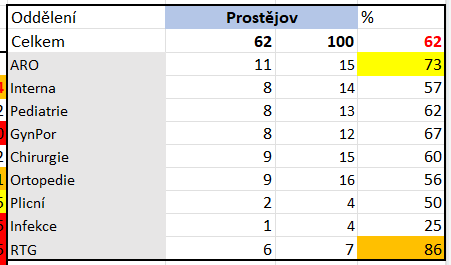 Oddělení Prostějov %
Celkem 62 100 62
ARO 11 15 73
Interna 8 14 57
Pediatrie 8 13 62
GynPor 8 12 67
Chirurgie 9 15 60
Ortopedie 9 16 56
Plicní 2 4 50
Infekce 1 4 25
RTG 6 7 86